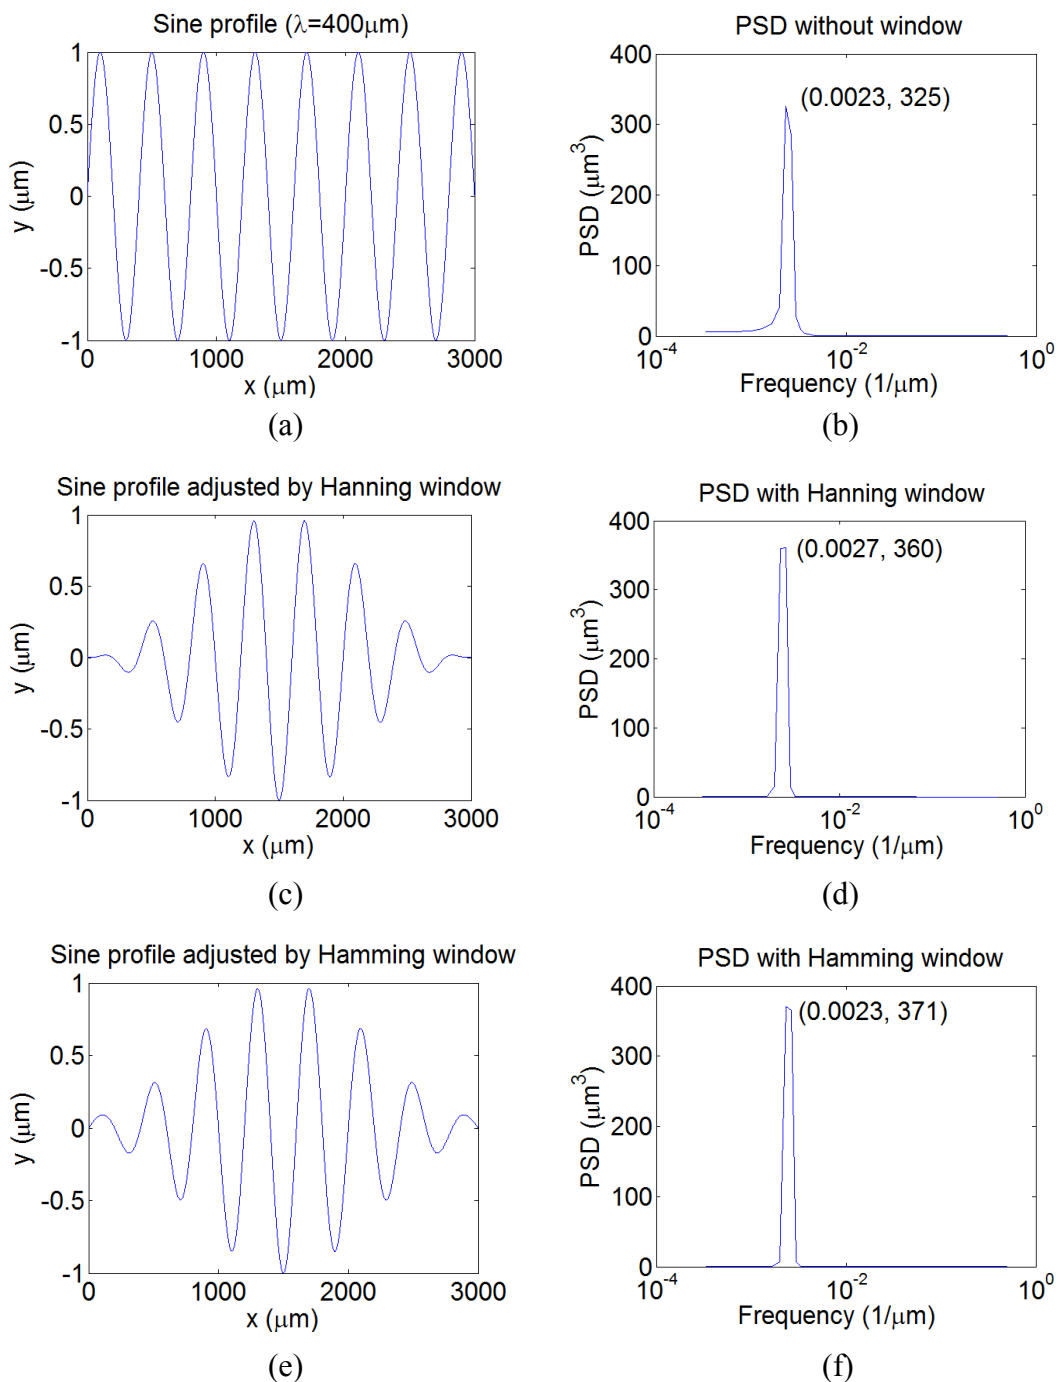 Sine profile (λ=400μm)
1
0.5
0
-0.5
-1
y (μm)
0
1000
2000
3000
x (μm)
(a)
PSD without window
400
300
200
100
0
PSD (μm³)
(0.0023, 325)
10⁻⁴
10⁻²
10⁰
Frequency (1/μm)
(b)
Sine profile adjusted by Hanning window
1
0.5
0
-0.5
-1
y (μm)
0
1000
2000
3000
x (μm)
(c)
PSD with Hanning window
400
300
200
100
0
PSD (μm³)
(0.0027, 360)
10⁻⁴
10⁻²
10⁰
Frequency (1/μm)
(d)
Sine profile adjusted by Hamming window
1
0.5
0
-0.5
-1
y (μm)
0
1000
2000
3000
x (μm)
(e)
PSD with Hamming window
400
300
200
100
0
PSD (μm³)
(0.0023, 371)
10⁻⁴
10⁻²
10⁰
Frequency (1/μm)
(f)